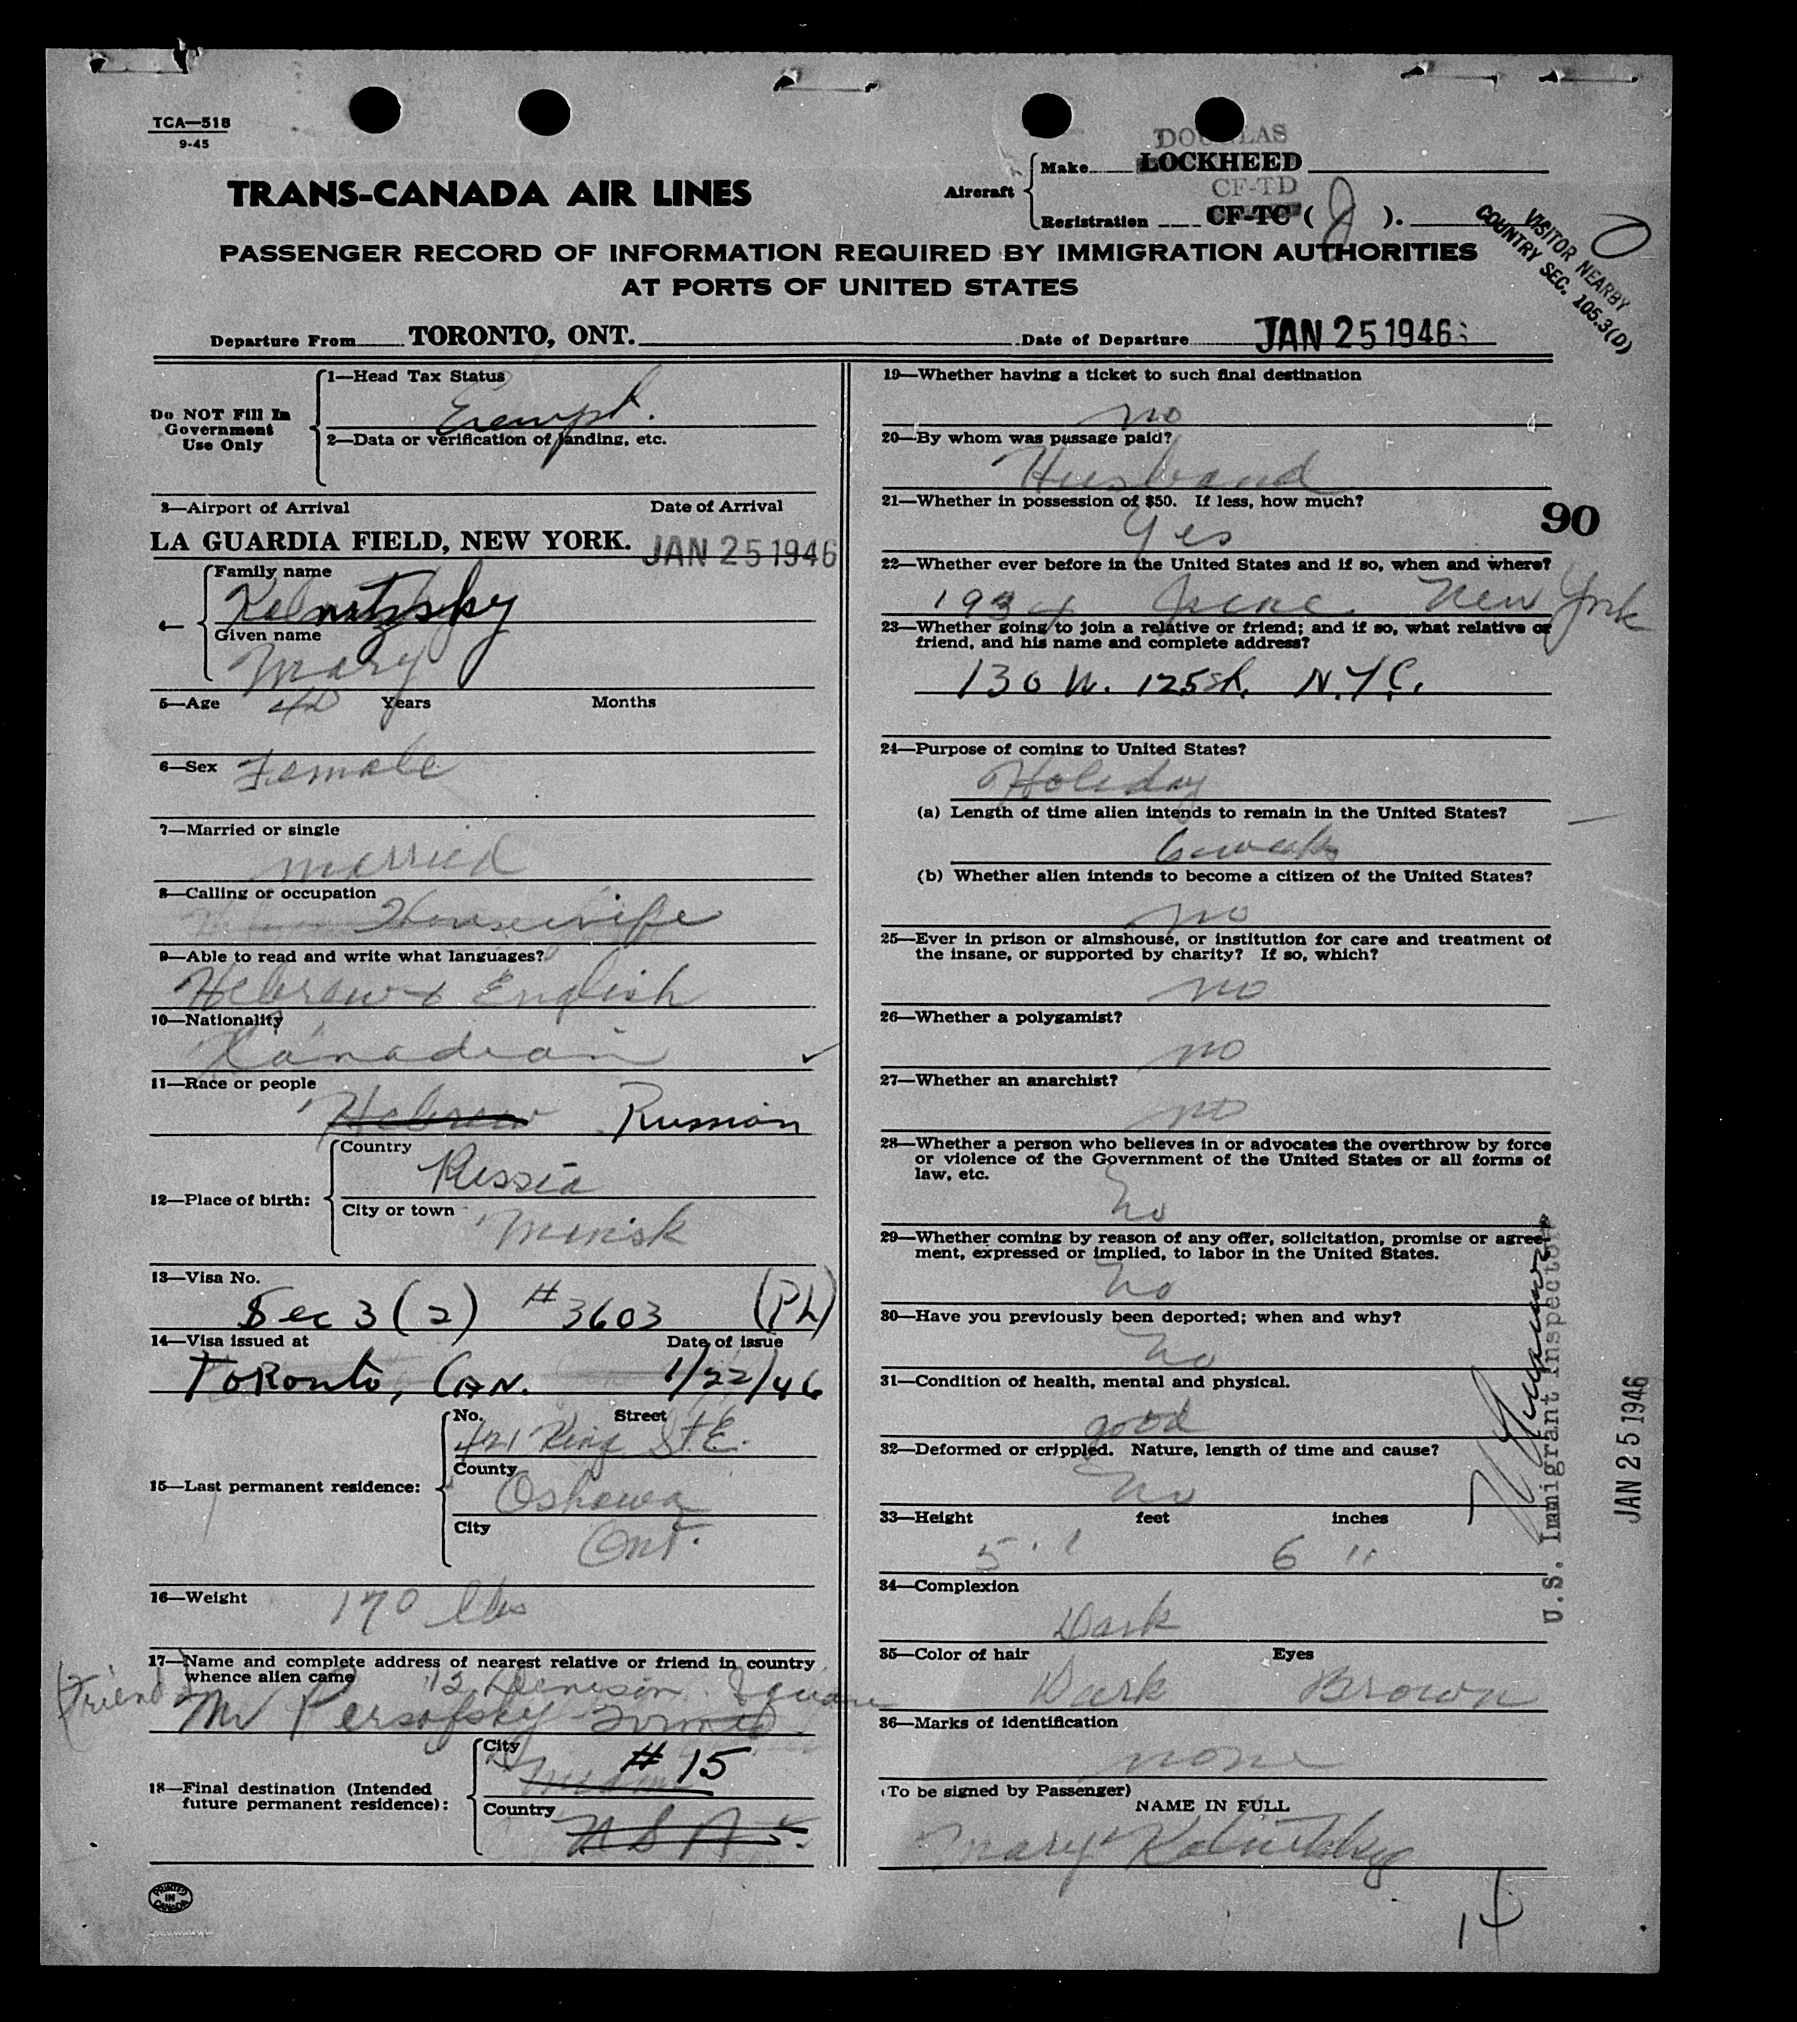 TCA—518
9-45
TRANS-CANADA AIR LINES
Aircraft
DOUGLAS
Make LOCKHEED
CF-TD
Registration CF-TC ( J ).
PASSENGER RECORD OF INFORMATION REQUIRED BY IMMIGRATION AUTHORITIES
AT PORTS OF UNITED STATES
VISITOR NEARBY
COUNTRY SEC. 105.3(D)
Departure From TORONTO, ONT. Date of Departure JAN 25 1946
Do NOT Fill In
Government
Use Only
1—Head Tax Status
Exempt.
2—Data or verification of landing, etc.
3—Airport of Arrival Date of Arrival
LA GUARDIA FIELD, NEW YORK. JAN 25 1946
4—
Family name
Kolnitzsky
Given name
Mary
5—Age 40 Years Months
6—Sex Female
7—Married or single
married
8—Calling or occupation
Housewife
9—Able to read and write what languages?
Hebrew & English
10—Nationality
Canadian
11—Race or people
Hebrew Russian
12—Place of birth:
Country
Russia
City or town
Minsk
13—Visa No.
Sec 3 (2) # 3603 (Ph)
14—Visa issued at Date of issue
Toronto, Can. 1/22/46
15—Last permanent residence:
No. Street
421 King St. E.
County
Oshawa
City
Ont.
16—Weight 170 lbs
17—Name and complete address of nearest relative or friend in country
whence alien came
(Friend) 12 Denison Square
Mr Persofsky Toronto
18—Final destination (Intended
future permanent residence):
City
Miami # 15
Country
U S A
PRINTED
IN
CANADA
19—Whether having a ticket to such final destination
no
20—By whom was passage paid?
Husband
21—Whether in possession of $50. If less, how much?
Yes
90
22—Whether ever before in the United States and if so, when and where?
1934 June New York
23—Whether going to join a relative or friend; and if so, what relative or
friend, and his name and complete address?
130 W. 125 st. N.Y.C.
24—Purpose of coming to United States?
Holiday
(a) Length of time alien intends to remain in the United States?
6 weeks
(b) Whether alien intends to become a citizen of the United States?
no
25—Ever in prison or almshouse, or institution for care and treatment of
the insane, or supported by charity? If so, which?
no
26—Whether a polygamist?
no
27—Whether an anarchist?
no
28—Whether a person who believes in or advocates the overthrow by force
or violence of the Government of the United States or all forms of
law, etc.
no
29—Whether coming by reason of any offer, solicitation, promise or agree-
ment, expressed or implied, to labor in the United States.
no
30—Have you previously been deported; when and why?
no
31—Condition of health, mental and physical.
good
32—Deformed or crippled. Nature, length of time and cause?
no
33—Height feet inches
5' 6"
34—Complexion
Dark
35—Color of hair Eyes
Dark Brown
36—Marks of identification
none
(To be signed by Passenger)
NAME IN FULL
Mary Kolnitzky
U.S. Immigrant Inspector
JAN 25 1946
14